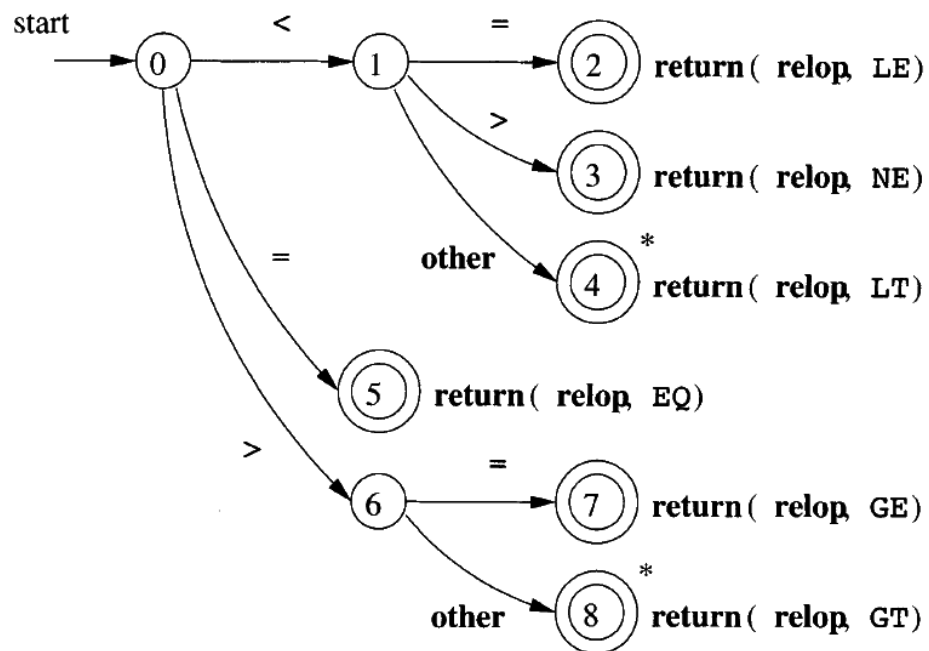 start
<
=
0
1
2
return( relop, LE)
>
3
return( relop, NE)
*
other
4
return( relop, LT)
=
5
return( relop, EQ)
>
=
6
7
return( relop, GE)
*
other
8
return( relop, GT)